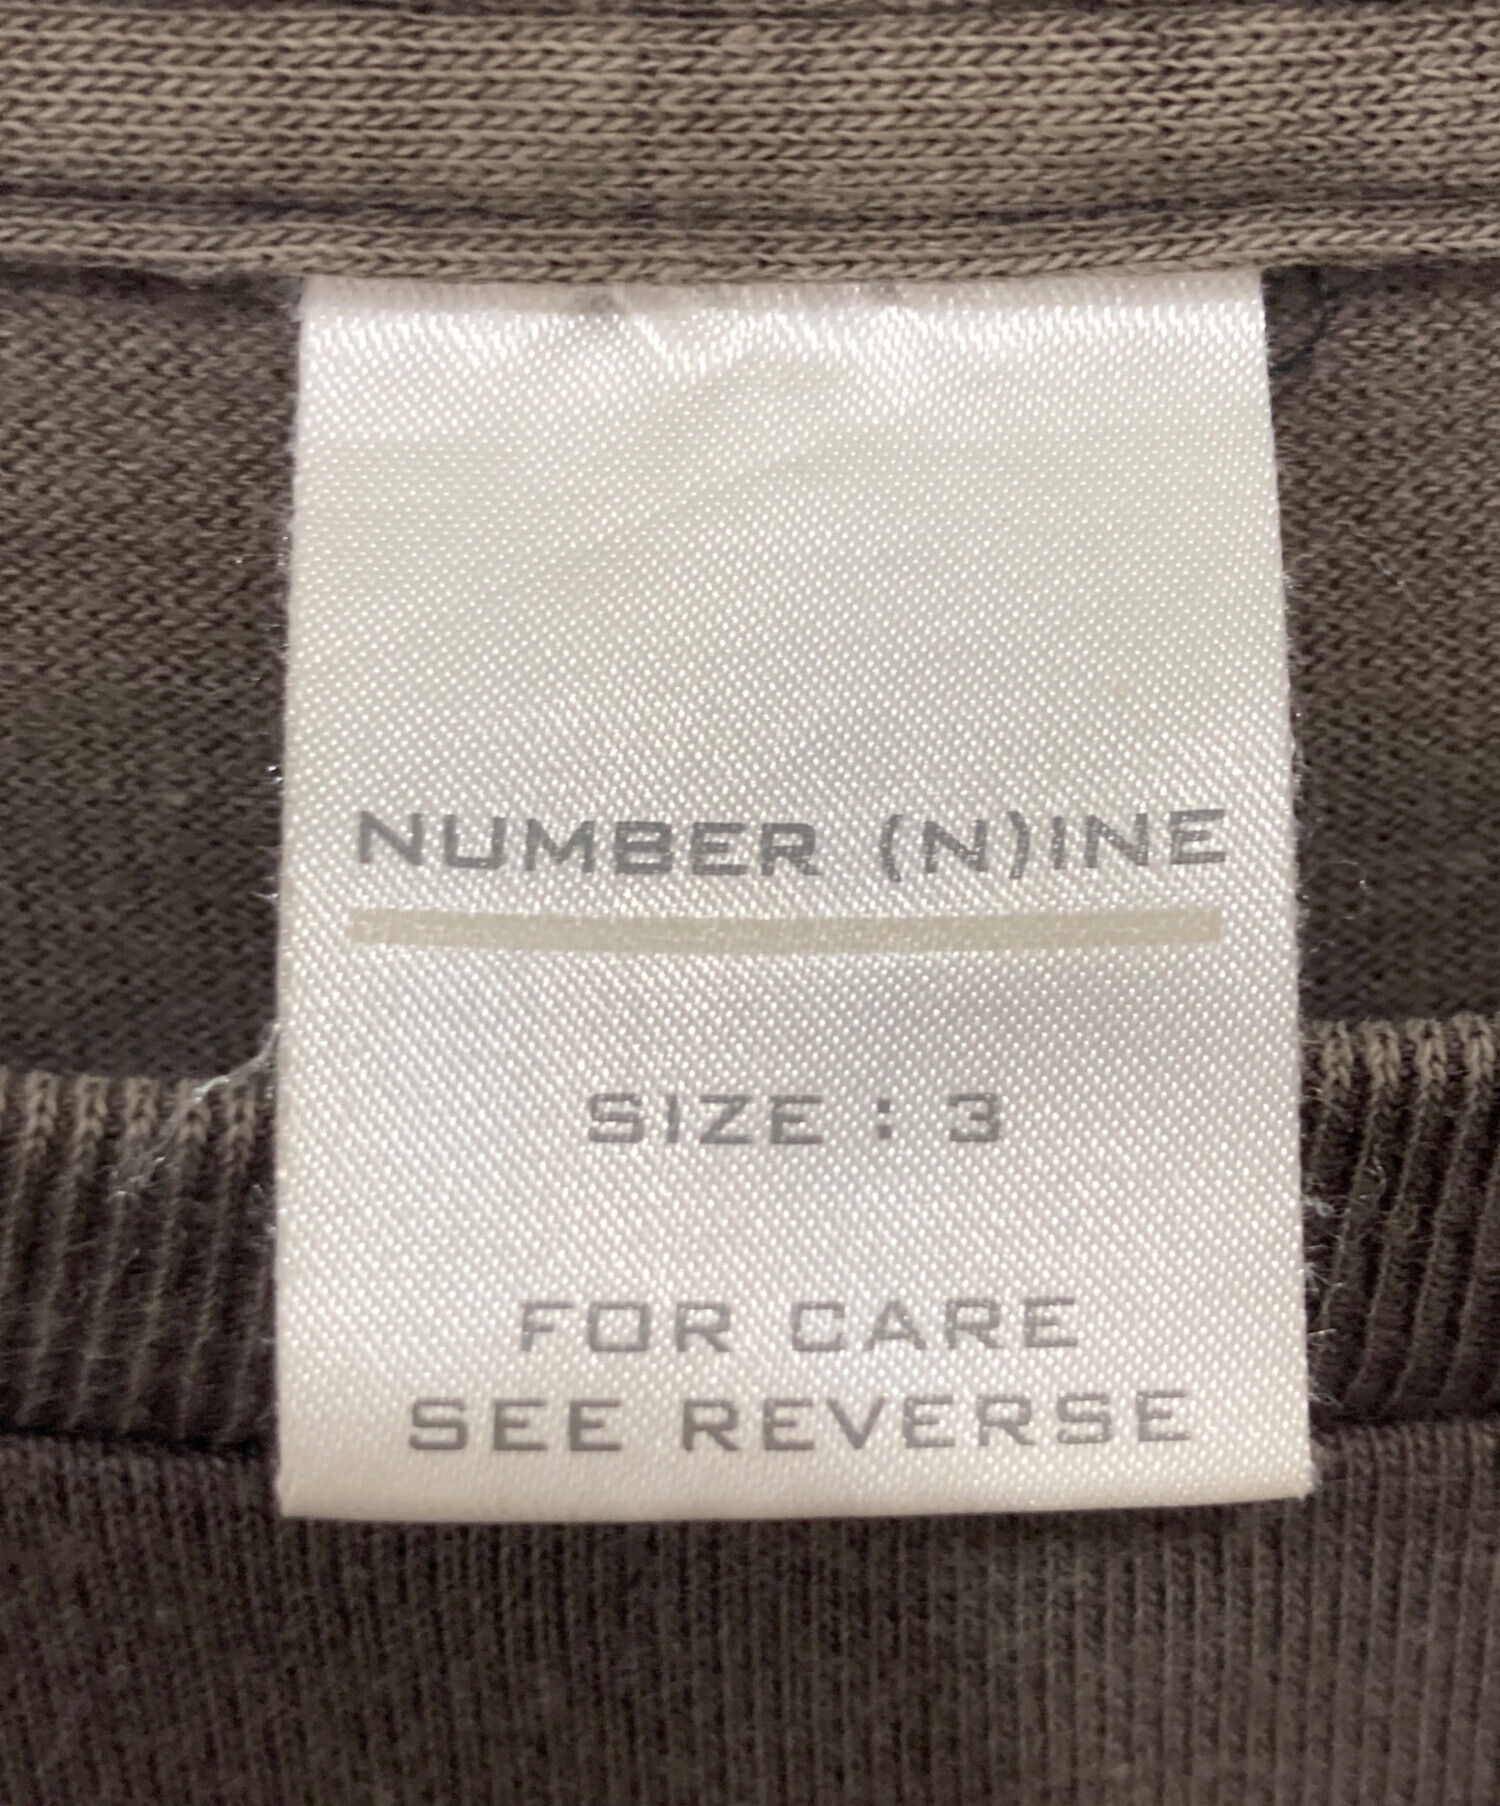 NUMBER (N)INE
SIZE : 3
FOR CARE
SEE REVERSE